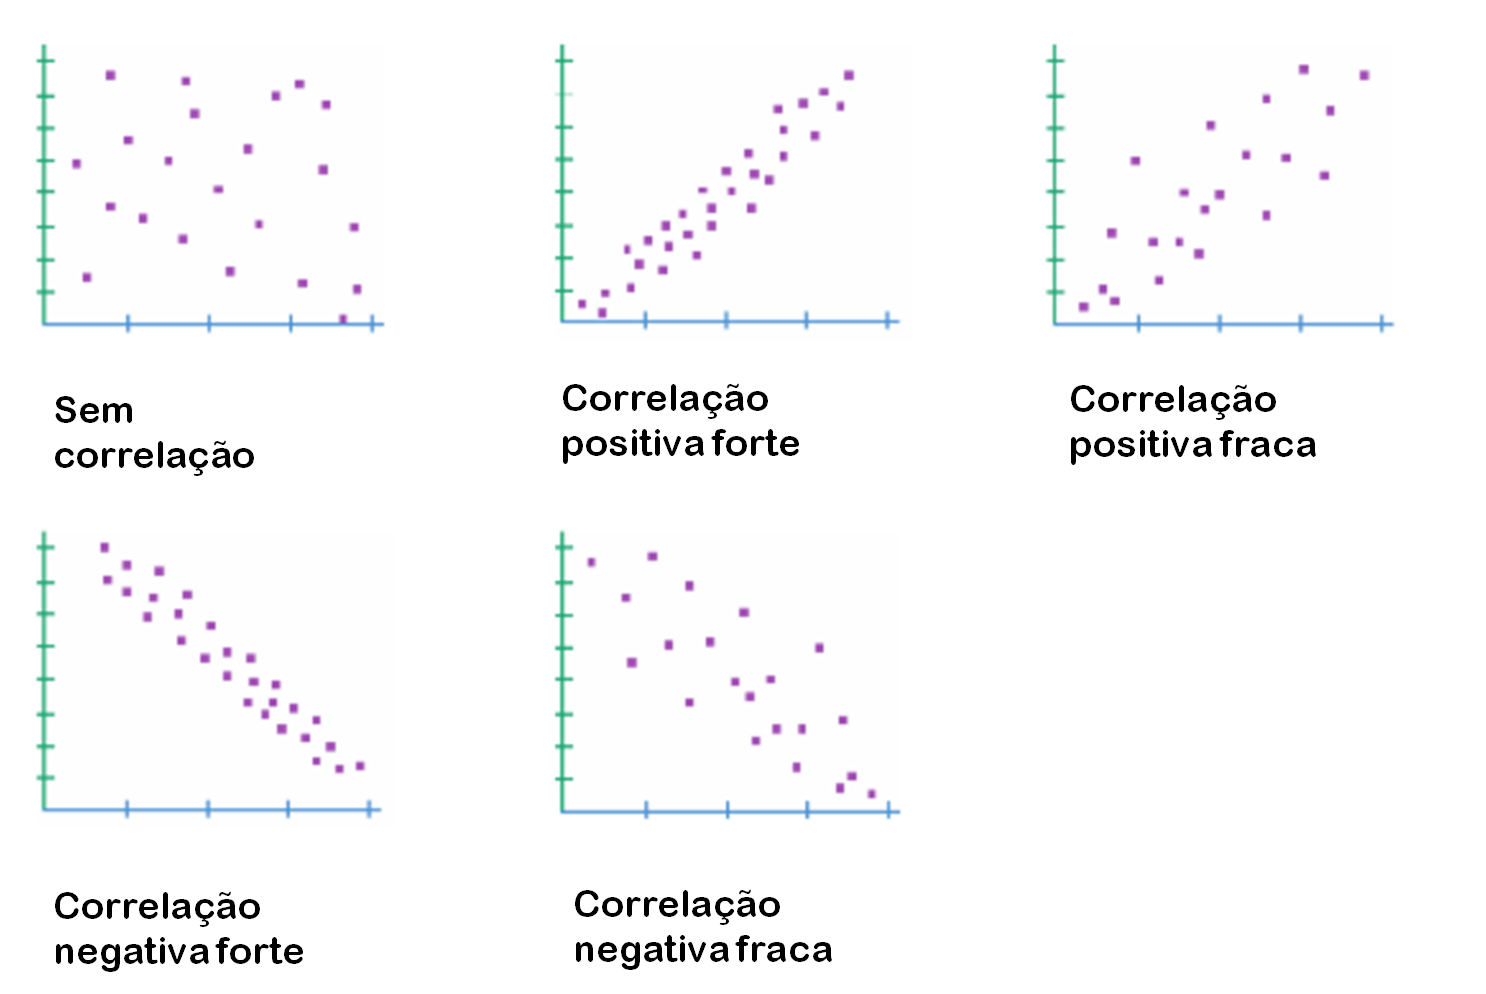 Sem
correlação
Correlação
positiva forte
Correlação
positiva fraca
Correlação
negativa forte
Correlação
negativa fraca